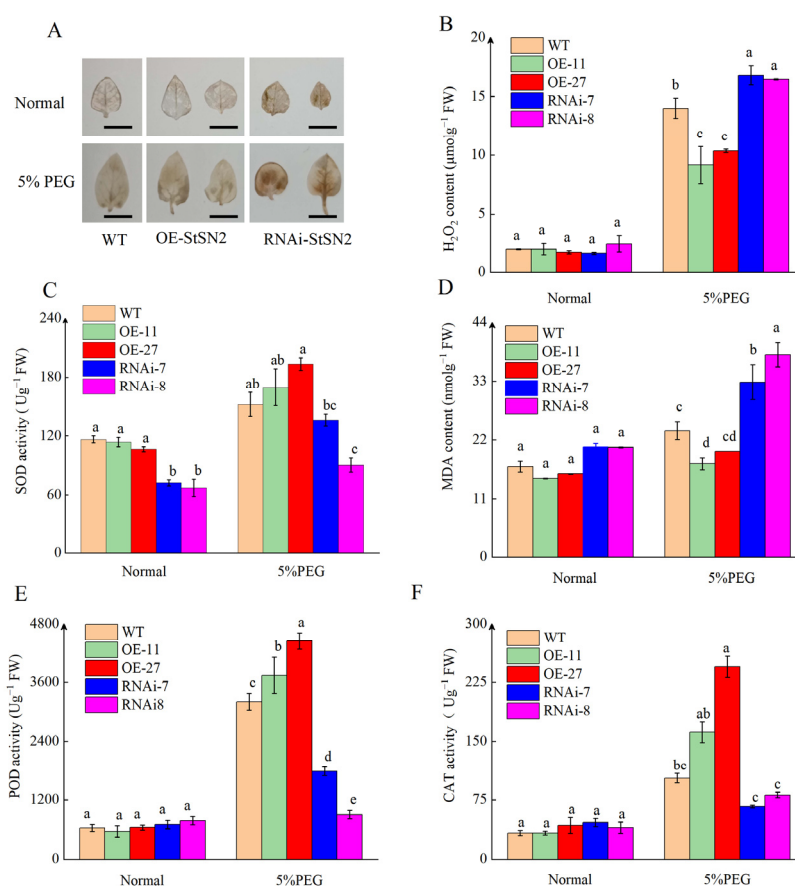 A
Normal
5% PEG
WT OE-StSN2 RNAi-StSN2
B
H₂O₂ content (μmolg⁻¹ FW)
20
15
10
5
2
0
WT
OE-11
OE-27
RNAi-7
RNAi-8
a a a a a
b c c a a
Normal 5%PEG
C
SOD activity ( Ug⁻¹ FW)
240
180
120
60
0
WT
OE-11
OE-27
RNAi-7
RNAi-8
a a a b b
ab ab a bc c
Normal 5%PEG
D
MDA content (nmolg⁻¹ FW)
44
33
22
11
0
WT
OE-11
OE-27
RNAi-7
RNAi-8
a a a a a
c d cd b a
Normal 5%PEG
E
POD activity (Ug⁻¹ FW)
4800
3600
2400
1200
0
WT
OE-11
OE-27
RNAi-7
RNAi8
a a a a a
c b a d e
Normal 5%PEG
F
CAT activity ( Ug⁻¹ FW)
300
225
150
75
0
WT
OE-11
OE-27
RNAi-7
RNAi-8
a a a a a
bc ab a c c
Normal 5%PEG